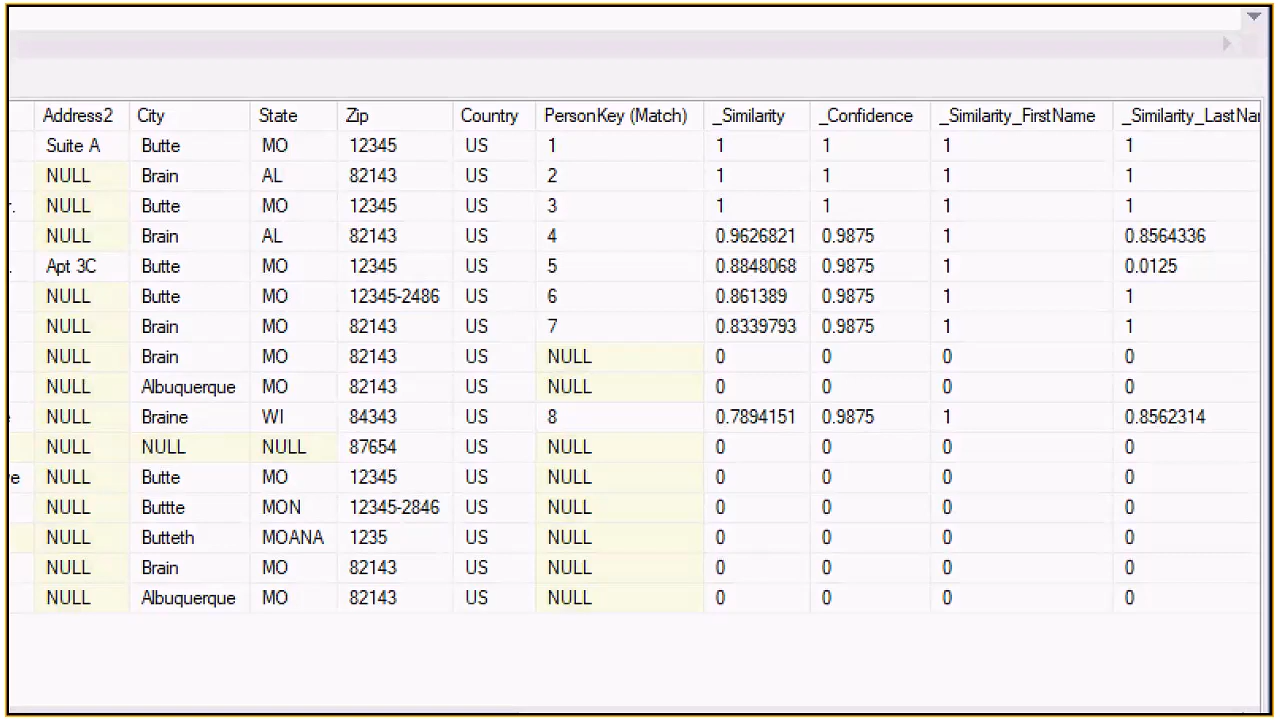 Address2 City State Zip Country PersonKey (Match) _Similarity _Confidence _Similarity_FirstName _Similarity_LastNar
Suite A Butte MO 12345 US 1 1 1 1 1
NULL Brain AL 82143 US 2 1 1 1 1
r. NULL Butte MO 12345 US 3 1 1 1 1
NULL Brain AL 82143 US 4 0.9626821 0.9875 1 0.8564336
. Apt 3C Butte MO 12345 US 5 0.8848068 0.9875 1 0.0125
NULL Butte MO 12345-2486 US 6 0.861389 0.9875 1 1
NULL Brain MO 82143 US 7 0.8339793 0.9875 1 1
NULL Brain MO 82143 US NULL 0 0 0 0
NULL Albuquerque MO 82143 US NULL 0 0 0 0
e NULL Braine WI 84343 US 8 0.7894151 0.9875 1 0.8562314
NULL NULL NULL 87654 US NULL 0 0 0 0
re NULL Butte MO 12345 US NULL 0 0 0 0
NULL Buttte MON 12345-2846 US NULL 0 0 0 0
NULL Butteth MOANA 1235 US NULL 0 0 0 0
NULL Brain MO 82143 US NULL 0 0 0 0
NULL Albuquerque MO 82143 US NULL 0 0 0 0